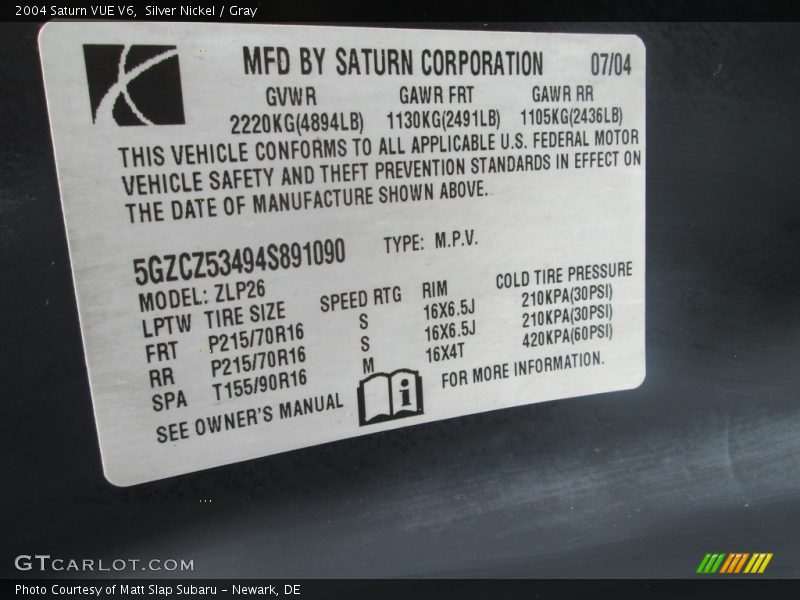 2004 Saturn VUE V6,  Silver Nickel / Gray
MFD BY SATURN CORPORATION 07/04
GVWR GAWR FRT GAWR RR
2220KG(4894LB) 1130KG(2491LB) 1105KG(2436LB)
THIS VEHICLE CONFORMS TO ALL APPLICABLE U.S. FEDERAL MOTOR
VEHICLE SAFETY AND THEFT PREVENTION STANDARDS IN EFFECT ON
THE DATE OF MANUFACTURE SHOWN ABOVE.
5GZCZ53494S891090 TYPE: M.P.V.
MODEL: ZLP26
LPTW TIRE SIZE SPEED RTG RIM COLD TIRE PRESSURE
FRT P215/70R16 S 16X6.5J 210KPA(30PSI)
RR P215/70R16 S 16X6.5J 210KPA(30PSI)
SPA T155/90R16 M 16X4T 420KPA(60PSI)
SEE OWNER'S MANUAL i FOR MORE INFORMATION.
GTCARLOT.COM
Photo Courtesy of Matt Slap Subaru - Newark, DE